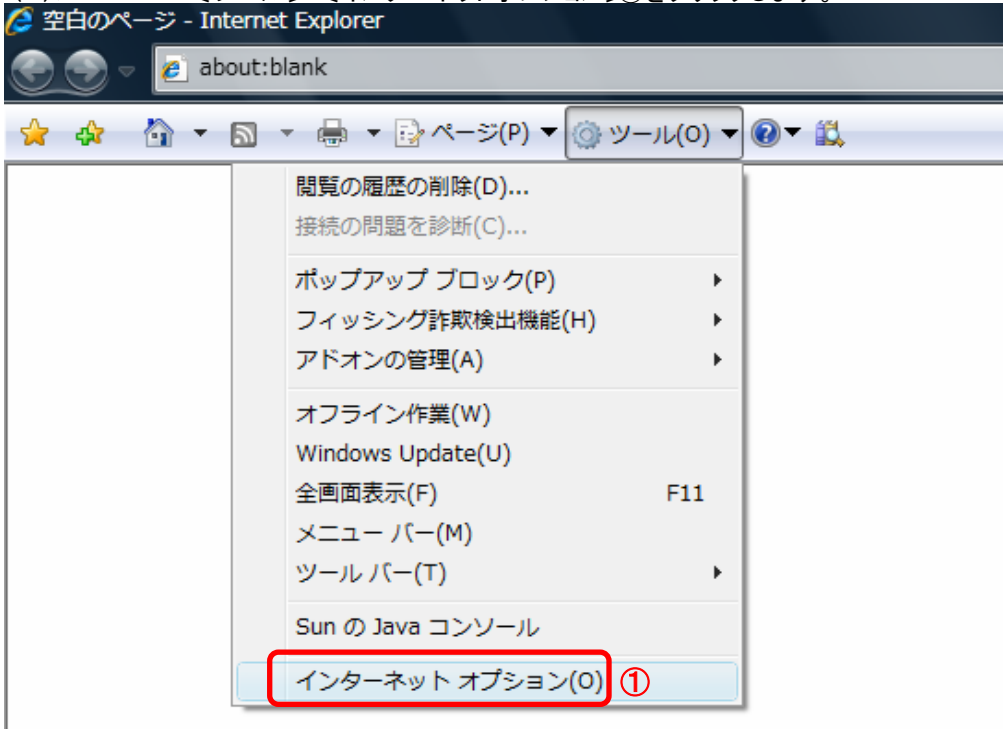 空白のページ - Internet Explorer
about:blank
ページ(P) ツール(O)
閲覧の履歴の削除(D)...
接続の問題を診断(C)...
ポップアップ ブロック(P)
フィッシング詐欺検出機能(H)
アドオンの管理(A)
オフライン作業(W)
Windows Update(U)
全画面表示(F) F11
メニュー バー(M)
ツール バー(T)
Sun の Java コンソール
インターネット オプション(O) ①